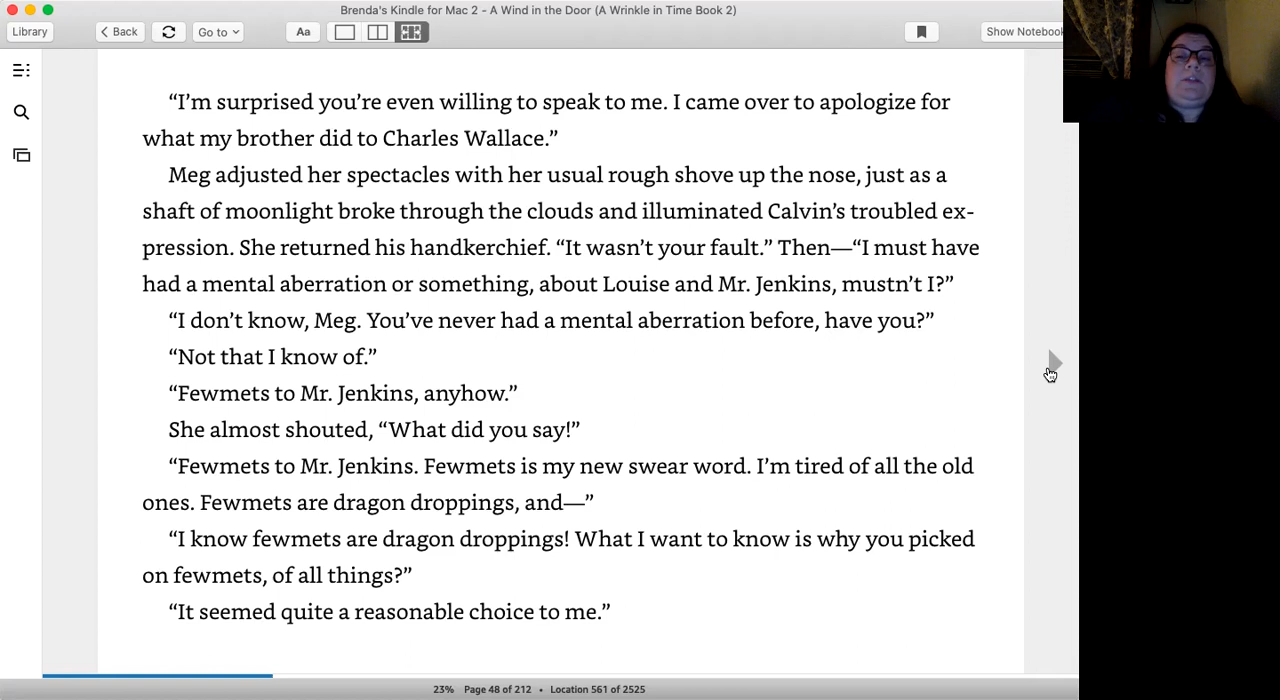 Brenda's Kindle for Mac 2 - A Wind in the Door (A Wrinkle in Time Book 2)
Library
Back
Go to
Aa
Show Notebook
“I’m surprised you’re even willing to speak to me. I came over to apologize for
what my brother did to Charles Wallace.”
Meg adjusted her spectacles with her usual rough shove up the nose, just as a
shaft of moonlight broke through the clouds and illuminated Calvin’s troubled ex-
pression. She returned his handkerchief. “It wasn’t your fault.” Then—“I must have
had a mental aberration or something, about Louise and Mr. Jenkins, mustn’t I?”
“I don’t know, Meg. You’ve never had a mental aberration before, have you?”
“Not that I know of.”
“Fewmets to Mr. Jenkins, anyhow.”
She almost shouted, “What did you say!”
“Fewmets to Mr. Jenkins. Fewmets is my new swear word. I’m tired of all the old
ones. Fewmets are dragon droppings, and—”
“I know fewmets are dragon droppings! What I want to know is why you picked
on fewmets, of all things?”
“It seemed quite a reasonable choice to me.”
23% Page 48 of 212 • Location 561 of 2525